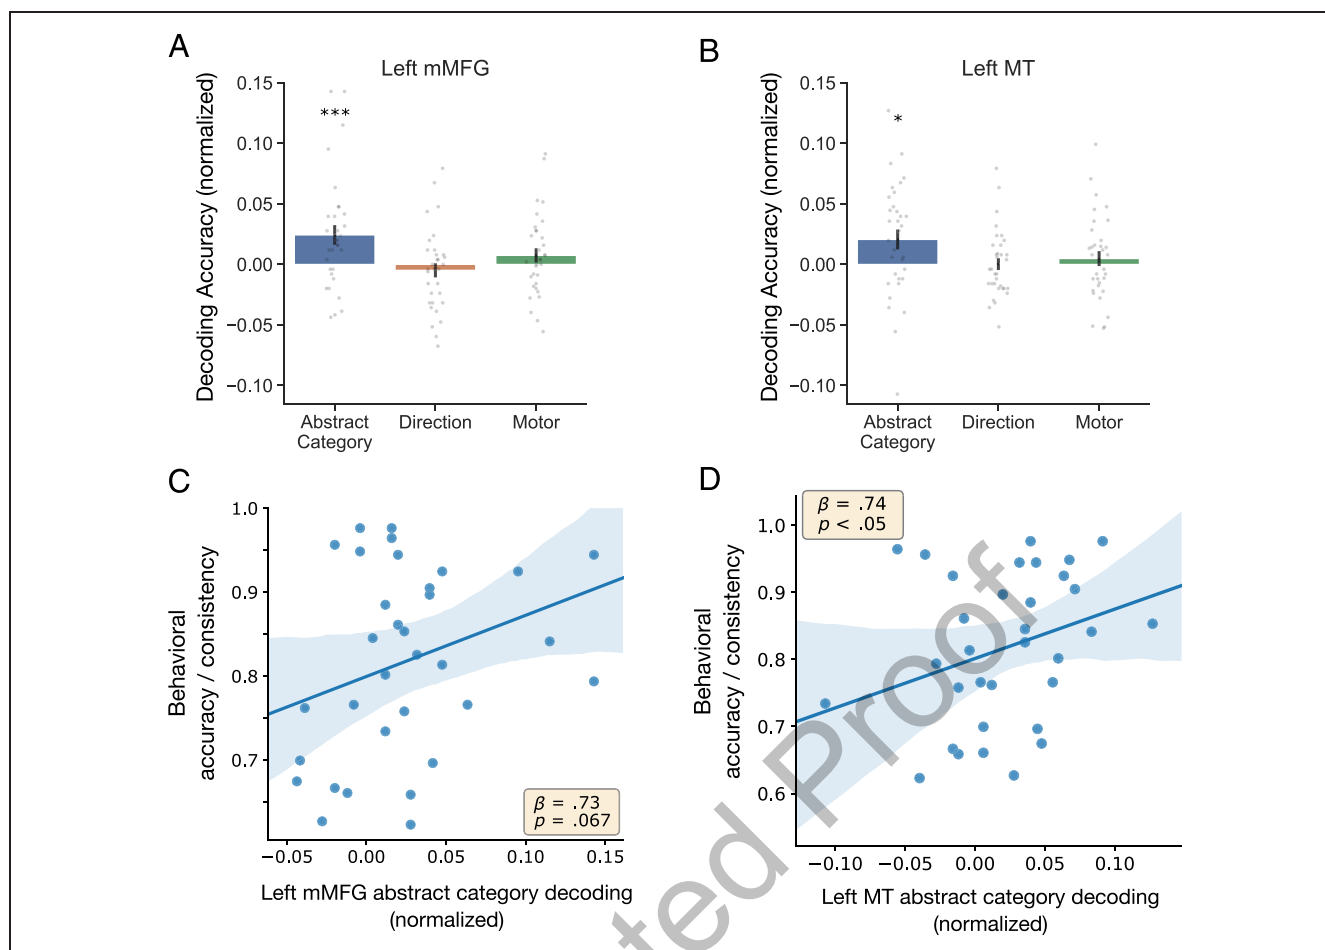 A
Left mMFG
Decoding Accuracy (normalized)
0.15
0.10
0.05
0.00
−0.05
−0.10
***
Abstract
Category
Direction
Motor
B
Left MT
Decoding Accuracy (normalized)
0.15
0.10
0.05
0.00
−0.05
−0.10
*
Abstract
Category
Direction
Motor
C
Behavioral
accuracy / consistency
1.0
0.9
0.8
0.7
β = .73
p = .067
−0.05 0.00 0.05 0.10 0.15
Left mMFG abstract category decoding
(normalized)
D
Behavioral
accuracy / consistency
β = .74
p < .05
1.0
0.9
0.8
0.7
0.6
−0.10 −0.05 0.00 0.05 0.10
Left MT abstract category decoding
(normalized)
ted Proof